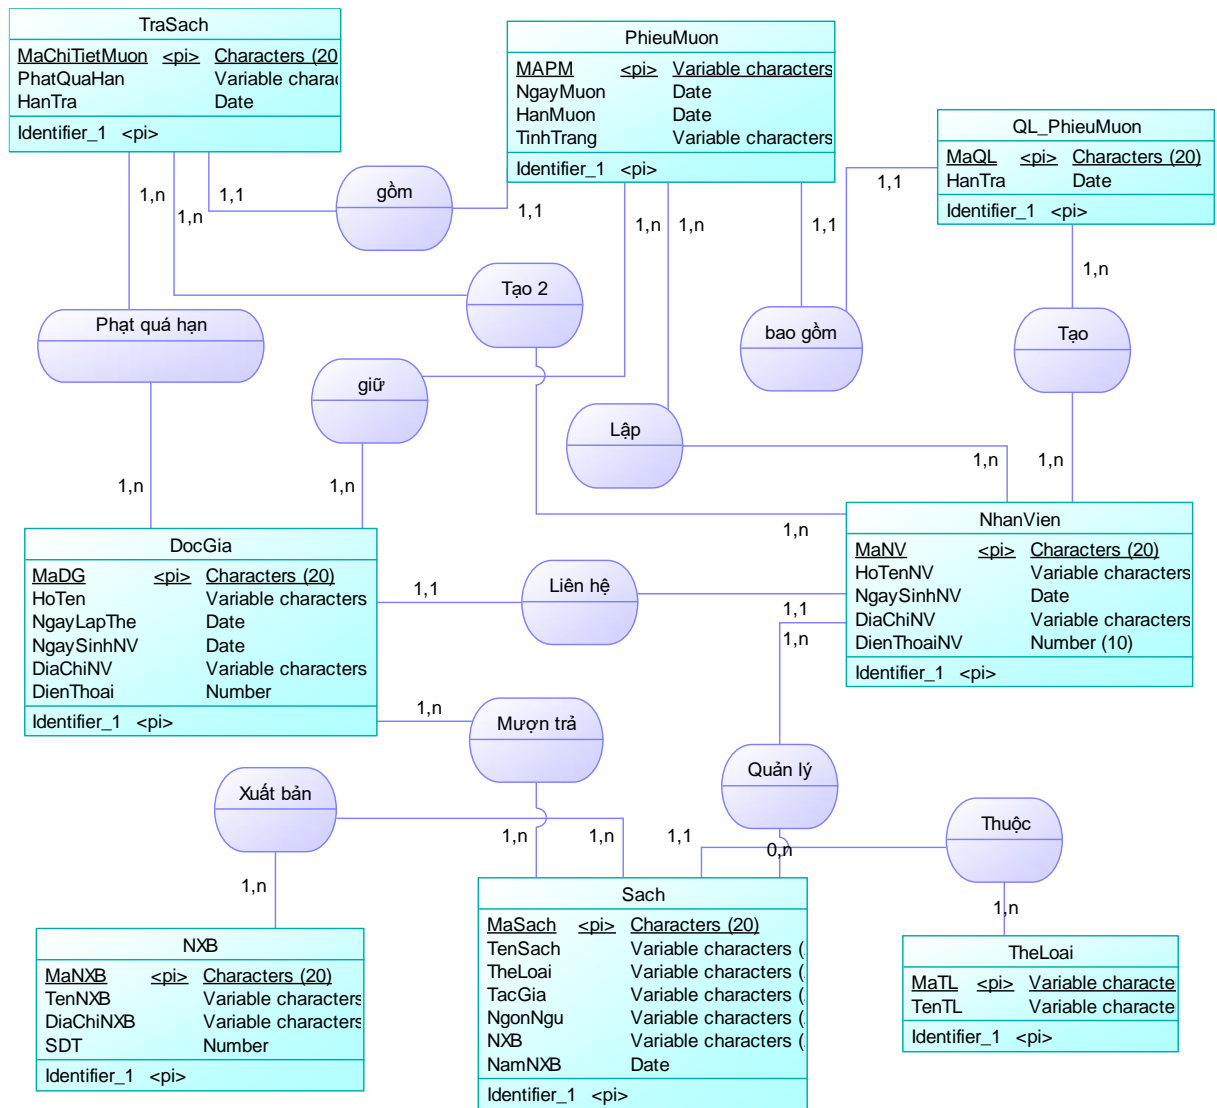 TraSach
MaChiTietMuon <pi> Characters (20
PhatQuaHan Variable charac
HanTra Date
Identifier_1 <pi>
PhieuMuon
MAPM <pi> Variable characters
NgayMuon Date
HanMuon Date
TinhTrang Variable characters
Identifier_1 <pi>
QL_PhieuMuon
MaQL <pi> Characters (20)
HanTra Date
Identifier_1 <pi>
1,n
1,n
1,1
gồm
1,1
1,n
1,n
1,1
1,1
1,n
Phạt quá hạn
Tạo 2
bao gồm
Tạo
giữ
Lập
1,n
1,n
1,n
1,n
1,n
DocGia
MaDG <pi> Characters (20)
HoTen Variable characters
NgayLapThe Date
NgaySinhNV Date
DiaChiNV Variable characters
DienThoai Number
Identifier_1 <pi>
NhanVien
MaNV <pi> Characters (20)
HoTenNV Variable characters
NgaySinhNV Date
DiaChiNV Variable characters
DienThoaiNV Number (10)
Identifier_1 <pi>
1,1
Liên hệ
1,1
1,n
1,n
Mượn trả
Quản lý
Xuất bản
Thuộc
1,n
1,n
1,n
1,1
0,n
1,n
NXB
MaNXB <pi> Characters (20)
TenNXB Variable characters
DiaChiNXB Variable characters
SDT Number
Identifier_1 <pi>
Sach
MaSach <pi> Characters (20)
TenSach Variable characters (.
TheLoai Variable characters (.
TacGia Variable characters (.
NgonNgu Variable characters (.
NXB Variable characters (.
NamNXB Date
Identifier_1 <pi>
TheLoai
MaTL <pi> Variable characte
TenTL Variable characte
Identifier_1 <pi>